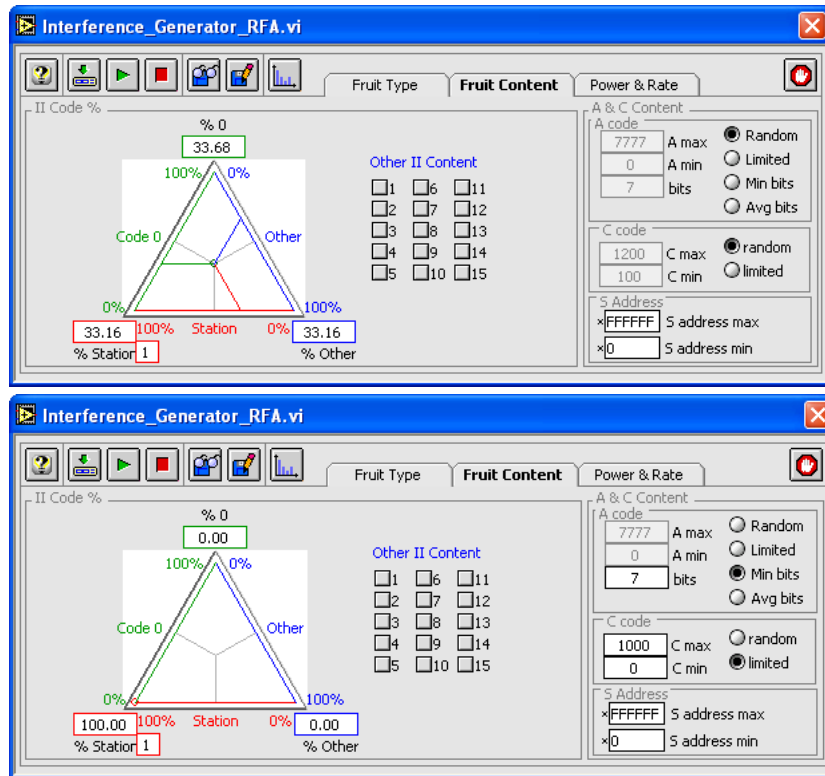 Interference_Generator_RFA.vi
Fruit Type Fruit Content Power & Rate
II Code %
% 0
33.68
100% 0%
Code 0 Other
0% 100%
33.16 100% Station 0% 33.16
% Station 1 % Other
Other II Content
1 6 11
2 7 12
3 8 13
4 9 14
5 10 15
A & C Content
A code
7777 A max Random
0 A min Limited
7 bits Min bits
Avg bits
C code
1200 C max random
100 C min limited
S Address
×FFFFFF S address max
×0 S address min
Interference_Generator_RFA.vi
Fruit Type Fruit Content Power & Rate
II Code %
% 0
0.00
100% 0%
Code 0 Other
0% 100%
100.00 100% Station 0% 0.00
% Station 1 % Other
Other II Content
1 6 11
2 7 12
3 8 13
4 9 14
5 10 15
A & C Content
A code
7777 A max Random
0 A min Limited
7 bits Min bits
Avg bits
C code
1000 C max random
0 C min limited
S Address
×FFFFFF S address max
×0 S address min